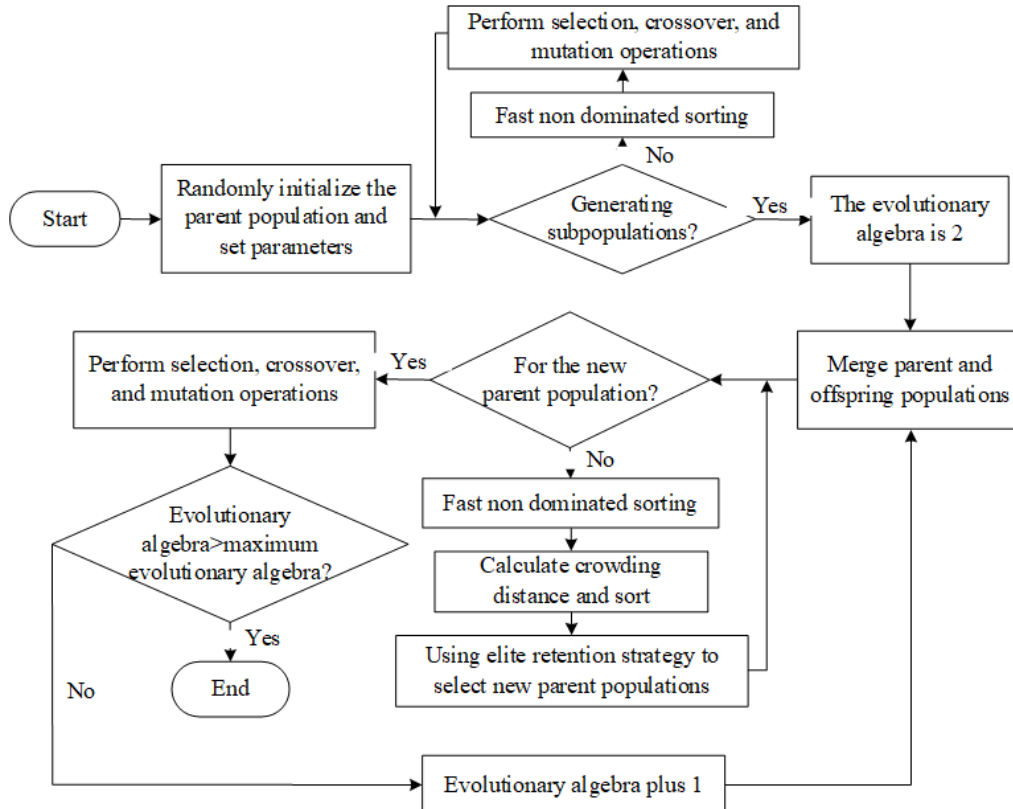 Perform selection, crossover, and
mutation operations
Fast non dominated sorting
No
Start
Randomly initialize the
parent population and
set parameters
Generating
subpopulations?
Yes
The evolutionary
algebra is 2
Perform selection, crossover,
and mutation operations
Yes
For the new
parent population?
Merge parent and
offspring populations
No
Fast non dominated sorting
Evolutionary
algebra>maximum
evolutionary algebra?
Calculate crowding
distance and sort
Yes
Using elite retention strategy to
select new parent populations
End
No
Evolutionary algebra plus 1